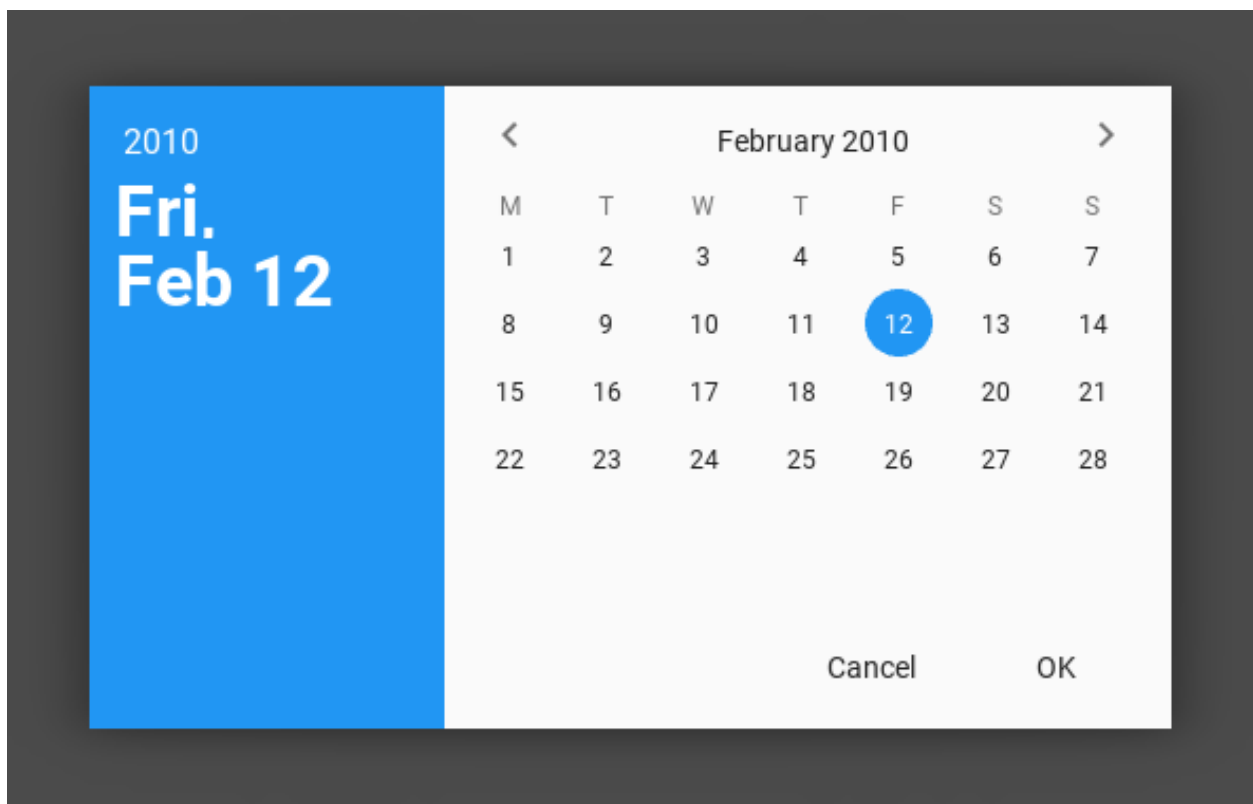 2010
Fri.
Feb 12
February 2010
M T W T F S S
1 2 3 4 5 6 7
8 9 10 11 12 13 14
15 16 17 18 19 20 21
22 23 24 25 26 27 28
Cancel OK